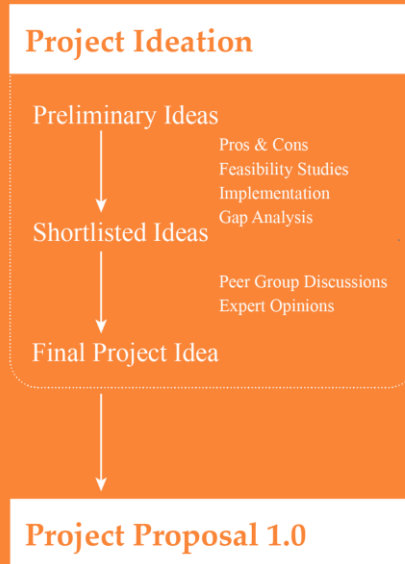 Project Ideation
Preliminary Ideas
Pros & Cons
Feasibility Studies
Implementation
Gap Analysis
Shortlisted Ideas
Peer Group Discussions
Expert Opinions
Final Project Idea
Project Proposal 1.0